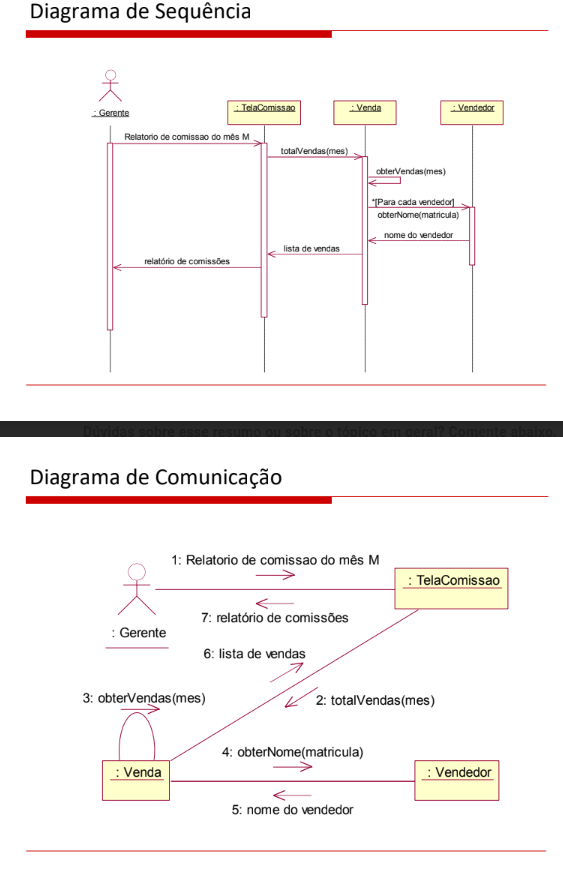 Diagrama de Sequência
: Gerente
: TelaComissao
: Venda
: Vendedor
Relatorio de comissao do mês M
totalVendas(mes)
obterVendas(mes)
*[Para cada vendedor]
obterNome(matricula)
nome do vendedor
lista de vendas
relatório de comissões
Dúvidas sobre esse resumo ou sobre o tópico em geral? Comente abaixo.
Diagrama de Comunicação
1: Relatorio de comissao do mês M
: TelaComissao
7: relatório de comissões
: Gerente
6: lista de vendas
3: obterVendas(mes)
2: totalVendas(mes)
4: obterNome(matricula)
: Venda
: Vendedor
5: nome do vendedor